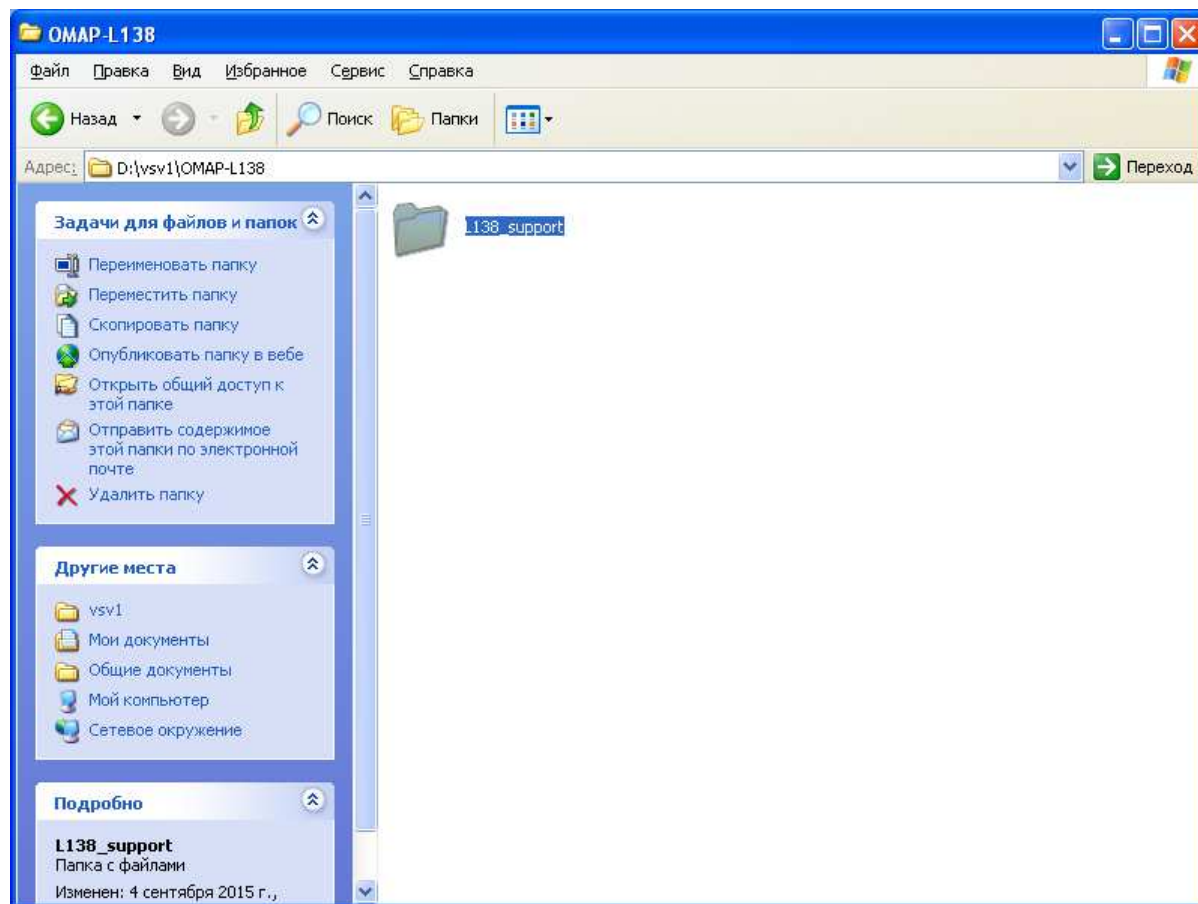 OMAP-L138
Файл Правка Вид Избранное Сервис Справка
Назад Поиск Папки
Адрес: D:\vsv1\OMAP-L138 Переход
Задачи для файлов и папок
Переименовать папку
Переместить папку
Скопировать папку
Опубликовать папку в вебе
Открыть общий доступ к
этой папке
Отправить содержимое
этой папки по электронной
почте
Удалить папку
Другие места
vsv1
Мои документы
Общие документы
Мой компьютер
Сетевое окружение
Подробно
L138_support
Папка с файлами
Изменен: 4 сентября 2015 г.,
L138_support